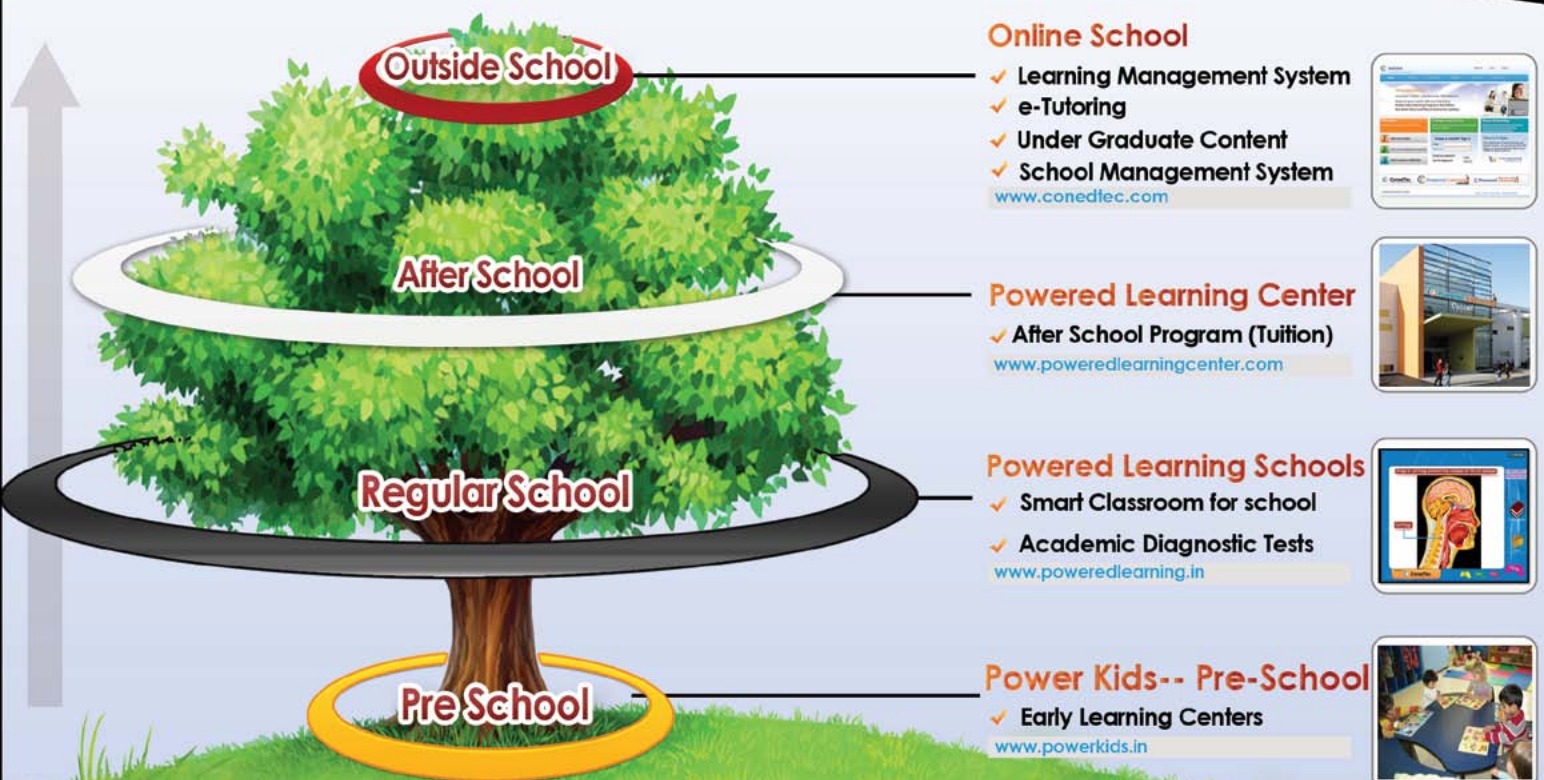 Outside School
After School
Regular School
Pre School
Online School
Learning Management System
e-Tutoring
Under Graduate Content
School Management System
www.conedtec.com
Powered Learning Center
After School Program (Tuition)
www.poweredlearningcenter.com
Powered Learning Schools
Smart Classroom for school
Academic Diagnostic Tests
www.poweredlearning.in
Power Kids-- Pre-School
Early Learning Centers
www.powerkids.in